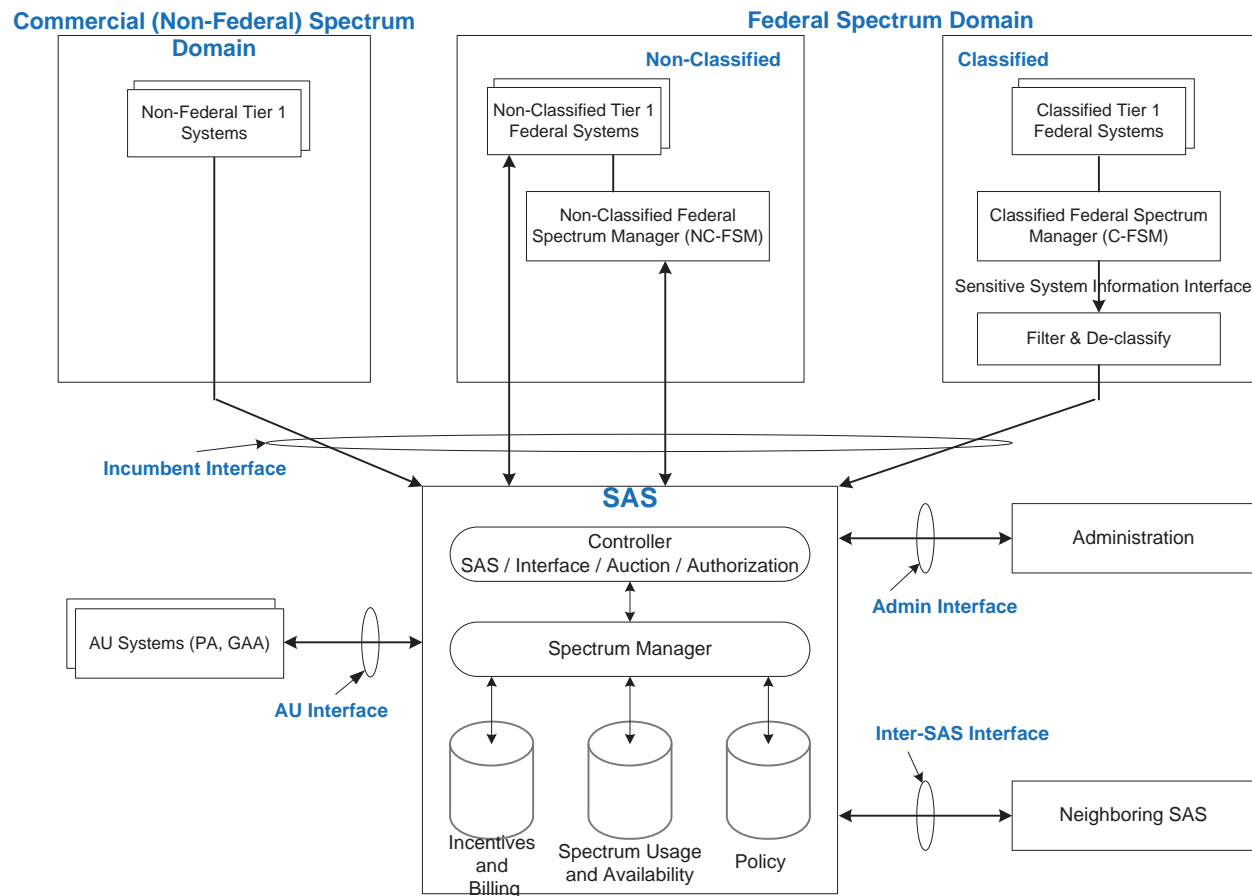 Commercial (Non-Federal) Spectrum
Domain
Federal Spectrum Domain
Non-Classified
Classified
Non-Federal Tier 1
Systems
Non-Classified Tier 1
Federal Systems
Classified Tier 1
Federal Systems
Non-Classified Federal
Spectrum Manager (NC-FSM)
Classified Federal Spectrum
Manager (C-FSM)
Sensitive System Information Interface
Filter & De-classify
Incumbent Interface
SAS
Controller
SAS / Interface / Auction / Authorization
Administration
Admin Interface
AU Systems (PA, GAA)
Spectrum Manager
AU Interface
Inter-SAS Interface
Neighboring SAS
Incentives
and
Billing
Spectrum Usage
and Availability
Policy